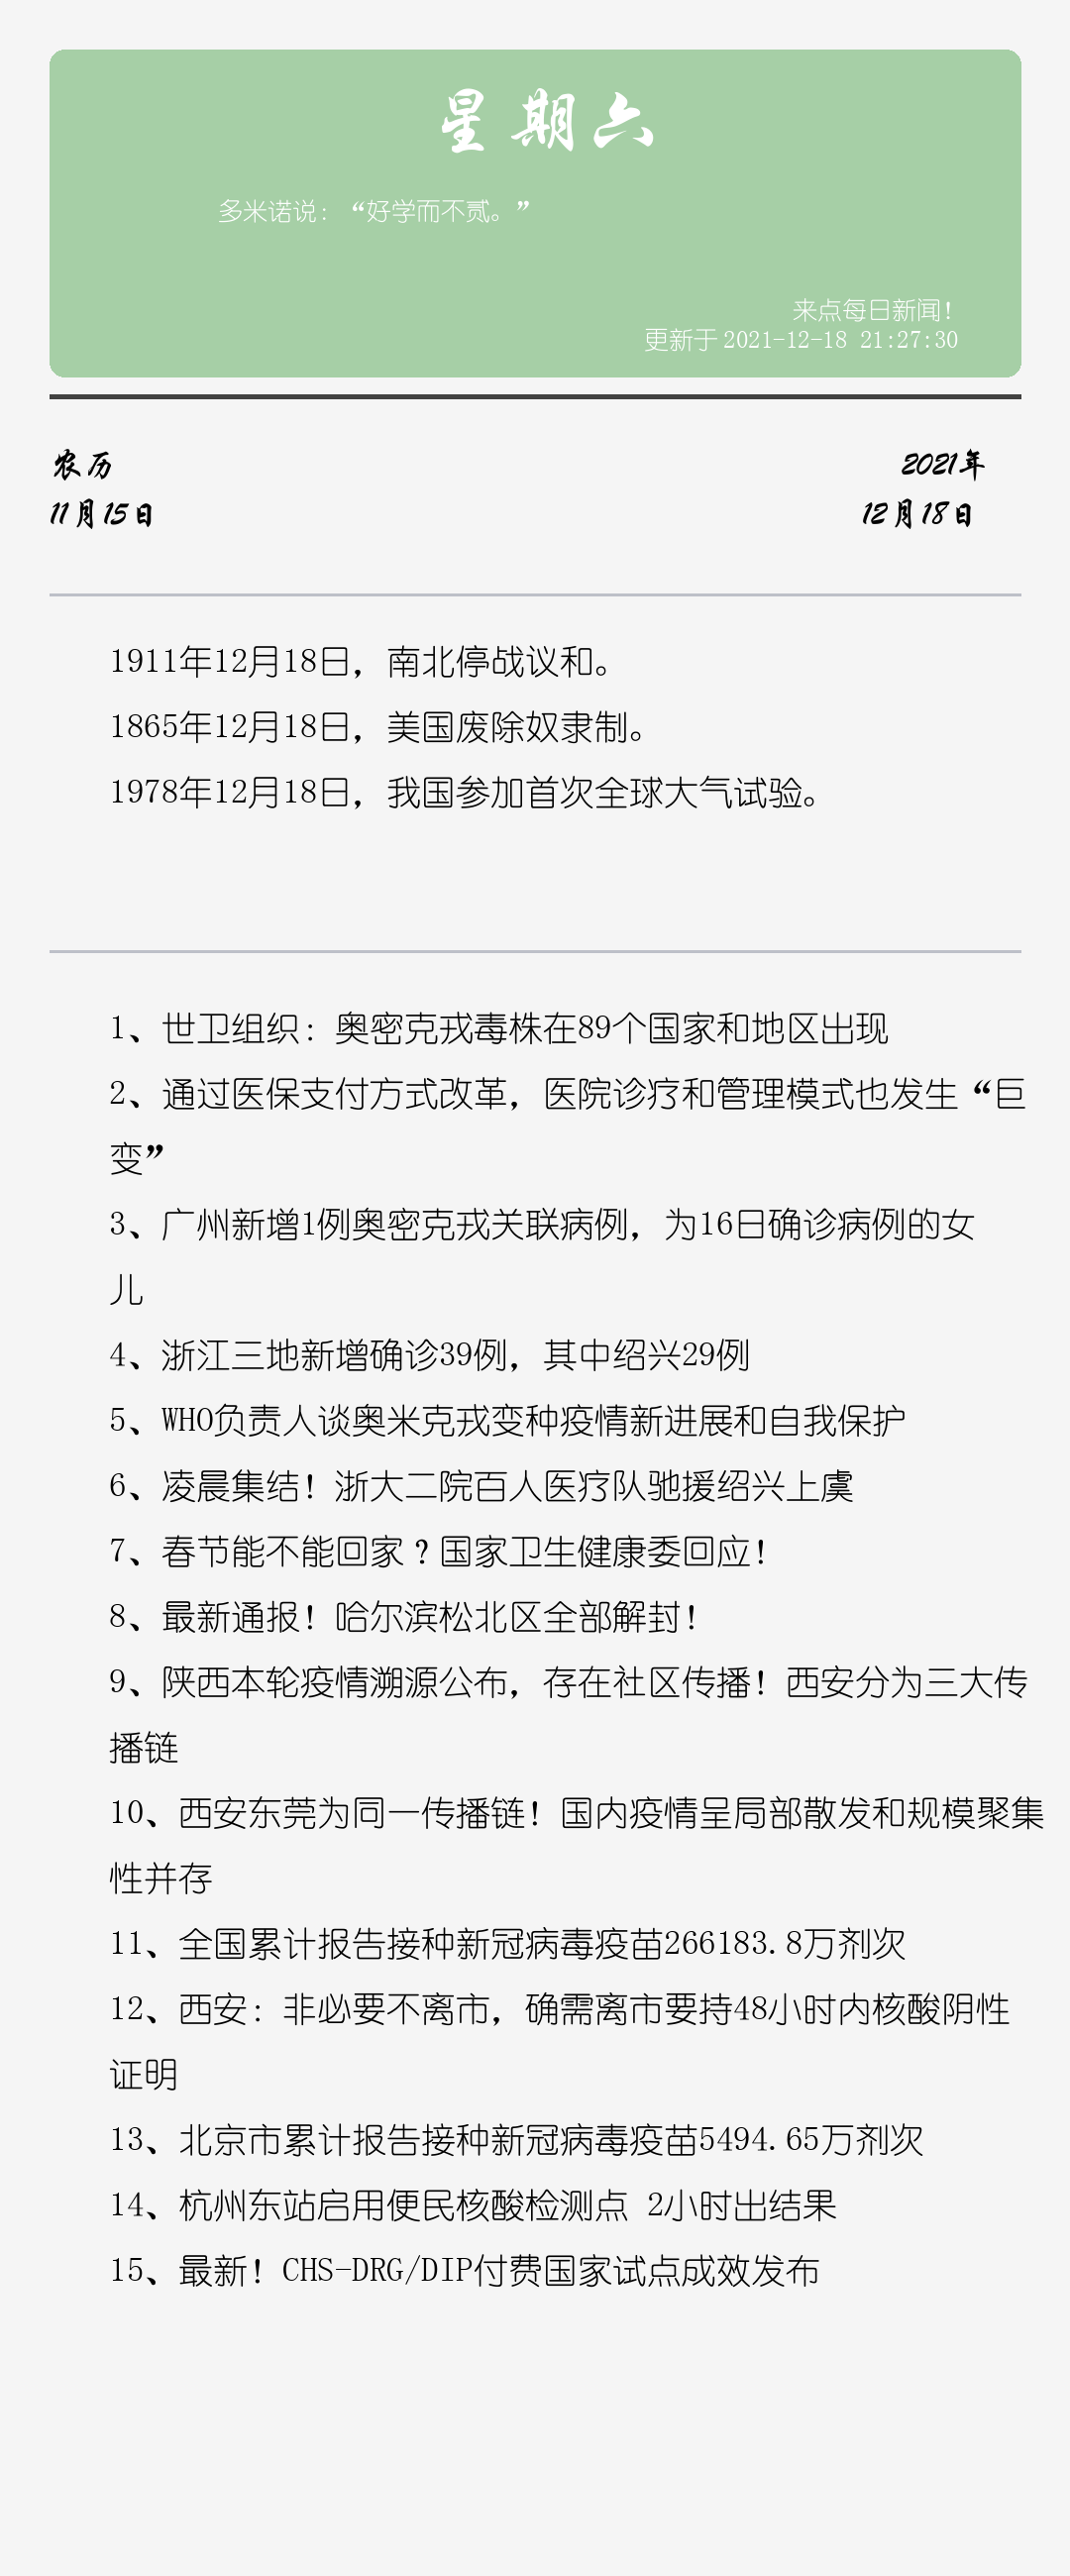 星期六
多米诺说：“好学而不贰。”
来点每日新闻！
更新于 2021-12-18 21:27:30
农历
2021年
11月15日
12月18日
1911年12月18日，南北停战议和。
1865年12月18日，美国废除奴隶制。
1978年12月18日，我国参加首次全球大气试验。
1、世卫组织：奥密克戎毒株在89个国家和地区出现
2、通过医保支付方式改革，医院诊疗和管理模式也发生“巨
变”
3、广州新增1例奥密克戎关联病例，为16日确诊病例的女
儿
4、浙江三地新增确诊39例，其中绍兴29例
5、WHO负责人谈奥米克戎变种疫情新进展和自我保护
6、凌晨集结！浙大二院百人医疗队驰援绍兴上虞
7、春节能不能回家？国家卫生健康委回应！
8、最新通报！哈尔滨松北区全部解封！
9、陕西本轮疫情溯源公布，存在社区传播！西安分为三大传
播链
10、西安东莞为同一传播链！国内疫情呈局部散发和规模聚集
性并存
11、全国累计报告接种新冠病毒疫苗266183.8万剂次
12、西安：非必要不离市，确需离市要持48小时内核酸阴性
证明
13、北京市累计报告接种新冠病毒疫苗5494.65万剂次
14、杭州东站启用便民核酸检测点 2小时出结果
15、最新！CHS-DRG/DIP付费国家试点成效发布